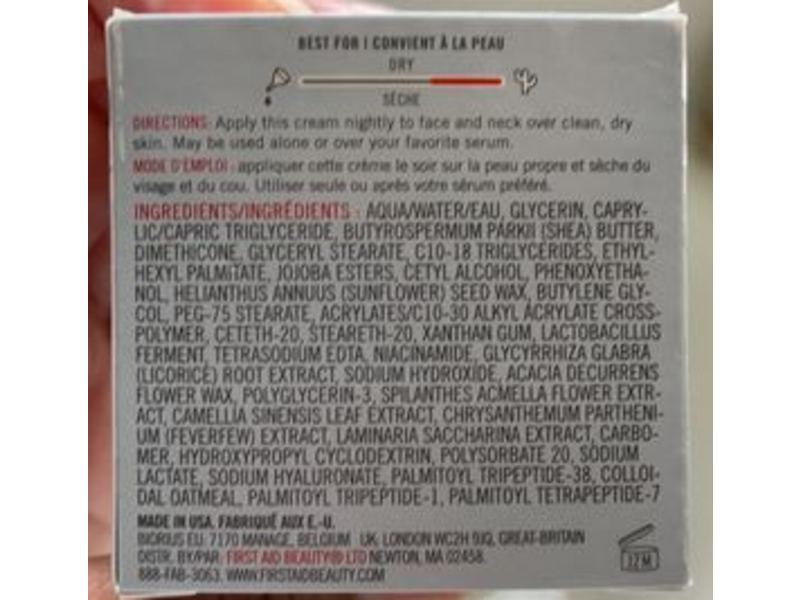 BEST FOR | CONVIENT À LA PEAU
DRY
SÈCHE
DIRECTIONS: Apply this cream nightly to face and neck over clean, dry
skin. May be used alone or over your favorite serum.
MODE D'EMPLOI : appliquer cette crème le soir sur la peau propre et sèche du
visage et du cou. Utiliser seule ou après votre sérum préféré.
INGREDIENTS/INGRÉDIENTS : AQUA/WATER/EAU, GLYCERIN, CAPRY-
LIC/CAPRIC TRIGLYCERIDE, BUTYROSPERMUM PARKII (SHEA) BUTTER,
DIMETHICONE, GLYCERYL STEARATE, C10-18 TRIGLYCERIDES, ETHYL-
HEXYL PALMITATE, JOJOBA ESTERS, CETYL ALCOHOL, PHENOXYETHA-
NOL, HELIANTHUS ANNUUS (SUNFLOWER) SEED WAX, BUTYLENE GLY-
COL, PEG-75 STEARATE, ACRYLATES/C10-30 ALKYL ACRYLATE CROSS-
POLYMER, CETETH-20, STEARETH-20, XANTHAN GUM, LACTOBACILLUS
FERMENT, TETRASODIUM EDTA, NIACINAMIDE, GLYCYRRHIZA GLABRA
(LICORICE) ROOT EXTRACT, SODIUM HYDROXIDE, ACACIA DECURRENS
FLOWER WAX, POLYGLYCERIN-3, SPILANTHES ACMELLA FLOWER EXTR-
ACT, CAMELLIA SINENSIS LEAF EXTRACT, CHRYSANTHEMUM PARTHENI-
UM (FEVERFEW) EXTRACT, LAMINARIA SACCHARINA EXTRACT, CARBO-
MER, HYDROXYPROPYL CYCLODEXTRIN, POLYSORBATE 20, SODIUM
LACTATE, SODIUM HYALURONATE, PALMITOYL TRIPEPTIDE-38, COLLOI-
DAL OATMEAL, PALMITOYL TRIPEPTIDE-1, PALMITOYL TETRAPEPTIDE-7
MADE IN USA. FABRIQUÉ AUX É.-U.
BIORIUS EU: 7170 MANAGE, BELGIUM UK: LONDON WC2H 9JQ, GREAT-BRITAIN
DISTR. BY/PAR: FIRST AID BEAUTY® LTD NEWTON, MA 02458.
888-FAB-3063. WWW.FIRSTAIDBEAUTY.COM
12 M